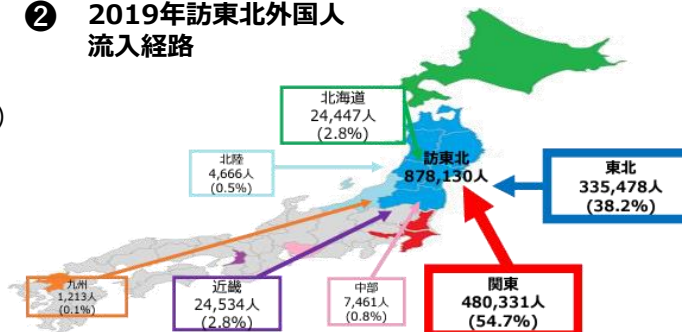 ❷ 2019年訪東北外国人
流入経路
)
北海道
24,447人
(2.8%)
北陸
4,666人
(0.5%)
訪東北
878,130人
東北
335,478人
(38.2%)
九州
1,213人
(0.1%)
近畿
24,534人
(2.8%)
中部
7,461人
(0.8%)
関東
480,331人
(54.7%)